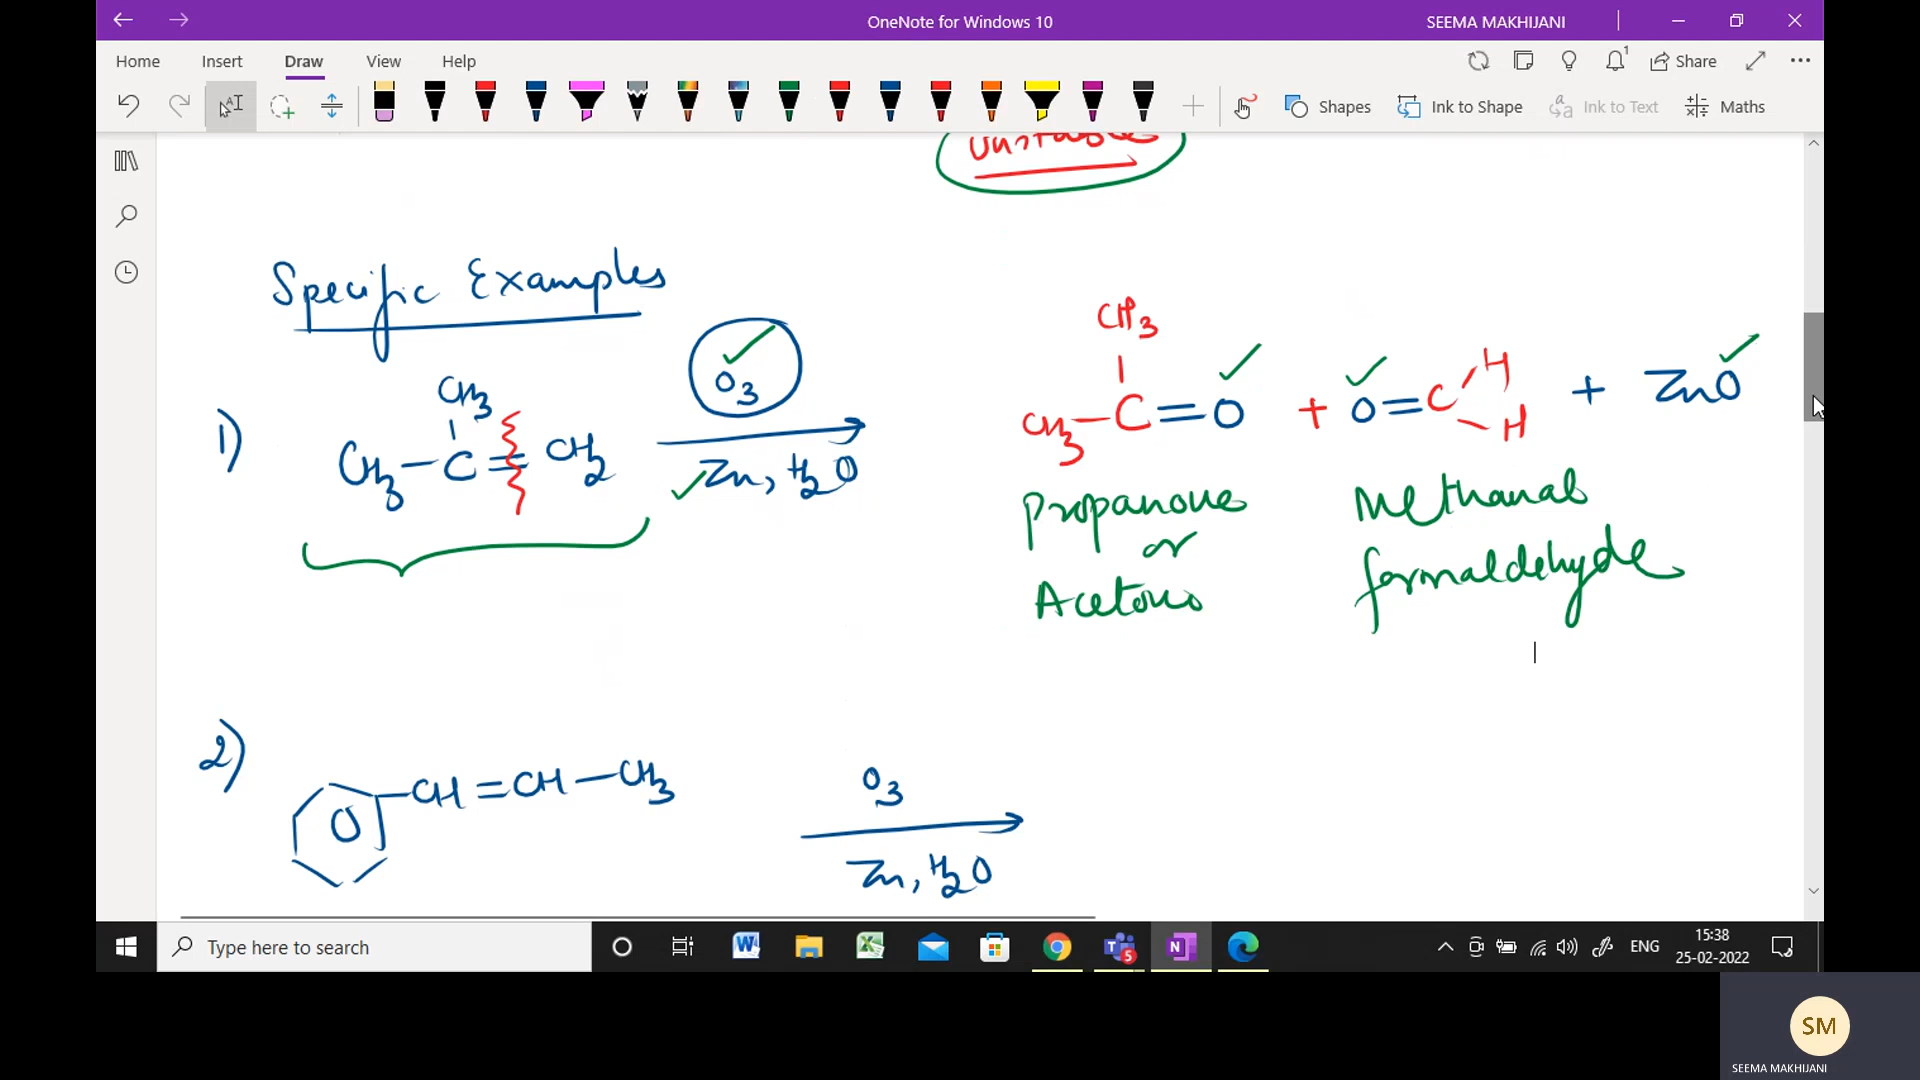 OneNote for Windows 10
SEEMA MAKHIJANI
Home Insert Draw View Help
1
Share
Shapes
Ink to Shape
Ink to Text
Maths
unstable
Specific Examples
1)
CH3
CH3-C=CH2
O3
Zn, H2O
CH3
CH3-C=O + O=C H H + ZnO
Propanone
or
Acetone
Methanal
formaldehyde
2)
CH=CH-CH3
O3
Zn, H2O
Type here to search
5
ENG
15:38
25-02-2022
SM
SEEMA MAKHIJANI